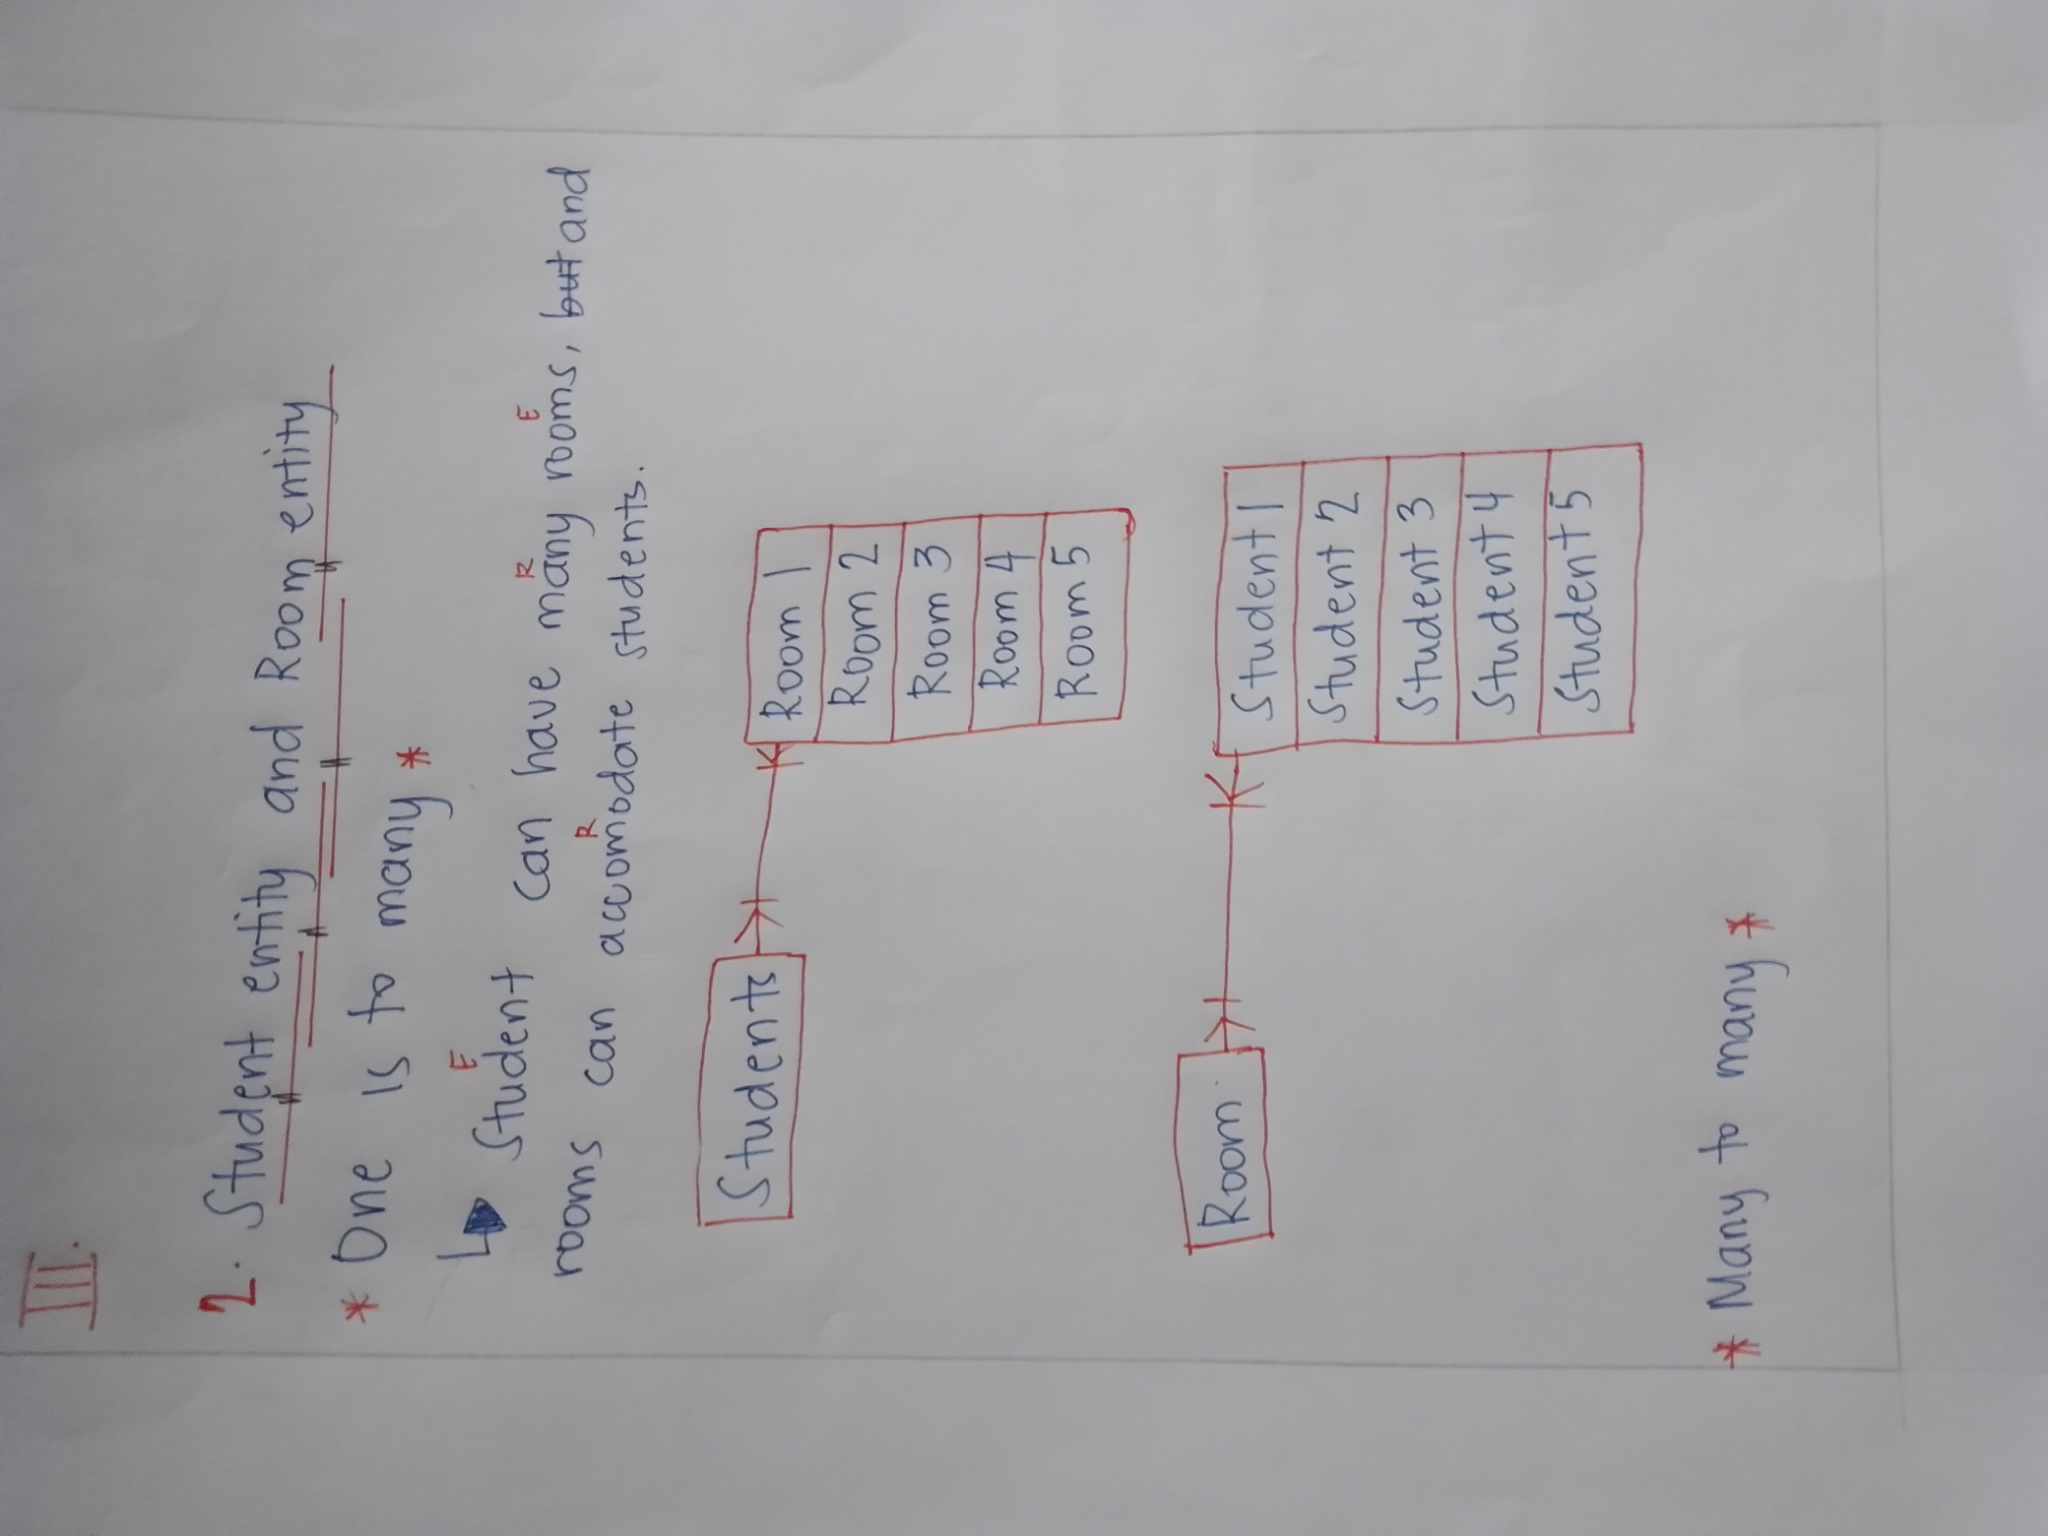 III.
2. Student entity and Room entity
* One is to many *
E R E
↳ Student can have many rooms, but and
R
rooms can accomodate students.
Students
Room 1
Room 2
Room 3
Room 4
Room 5
Room
Student 1
Student 2
Student 3
Student 4
Student 5
* Many to many *